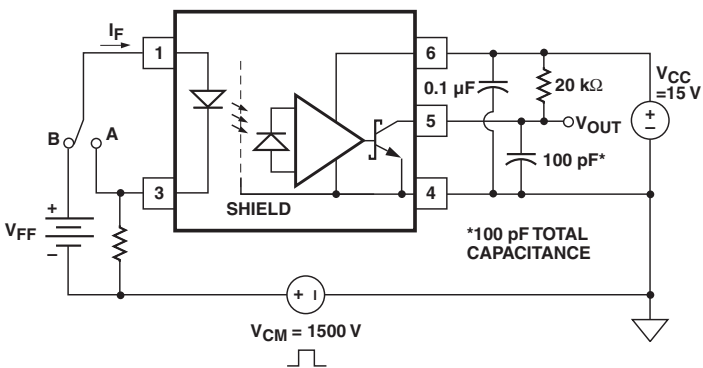 I_F
1
6
0.1 µF
20 kΩ
V_CC
=15 V
+
−
5
V_OUT
B
A
100 pF*
3
4
SHIELD
+
V_FF
−
*100 pF TOTAL
CAPACITANCE
+ −
V_CM = 1500 V